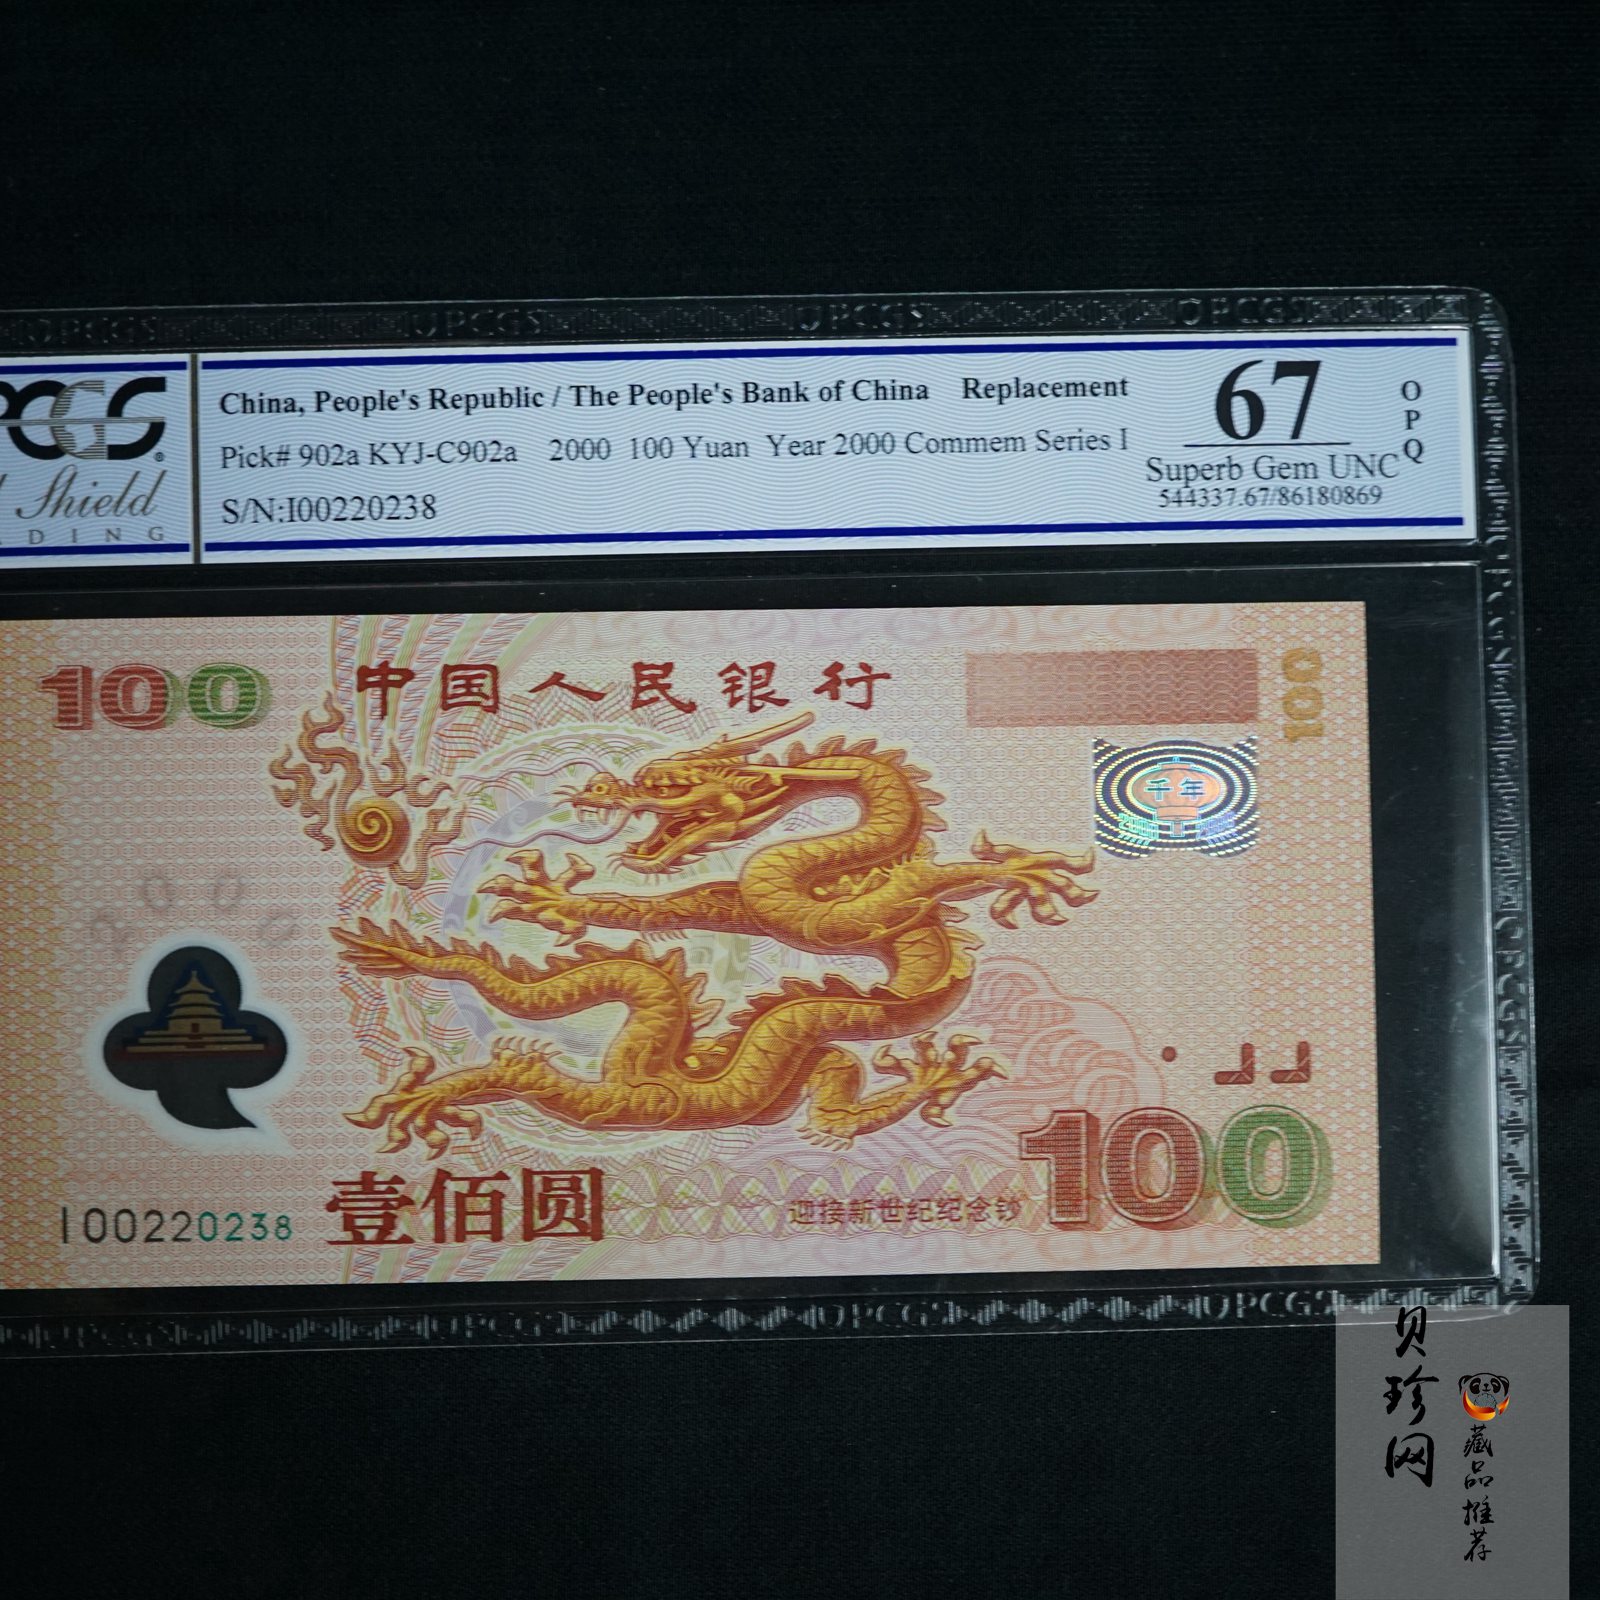 PCGS
Shield
ADING
China, People's Republic / The People's Bank of China Replacement
Pick# 902a KYJ-C902a 2000 100 Yuan Year 2000 Commem Series I
S/N:I00220238
67
OPQ
Superb Gem UNC
544337.67/86180869
100
中国人民银行
100
千年
2000
壹佰圆
I00220238
迎接新世纪纪念钞
100
贝珍网
藏品推荐